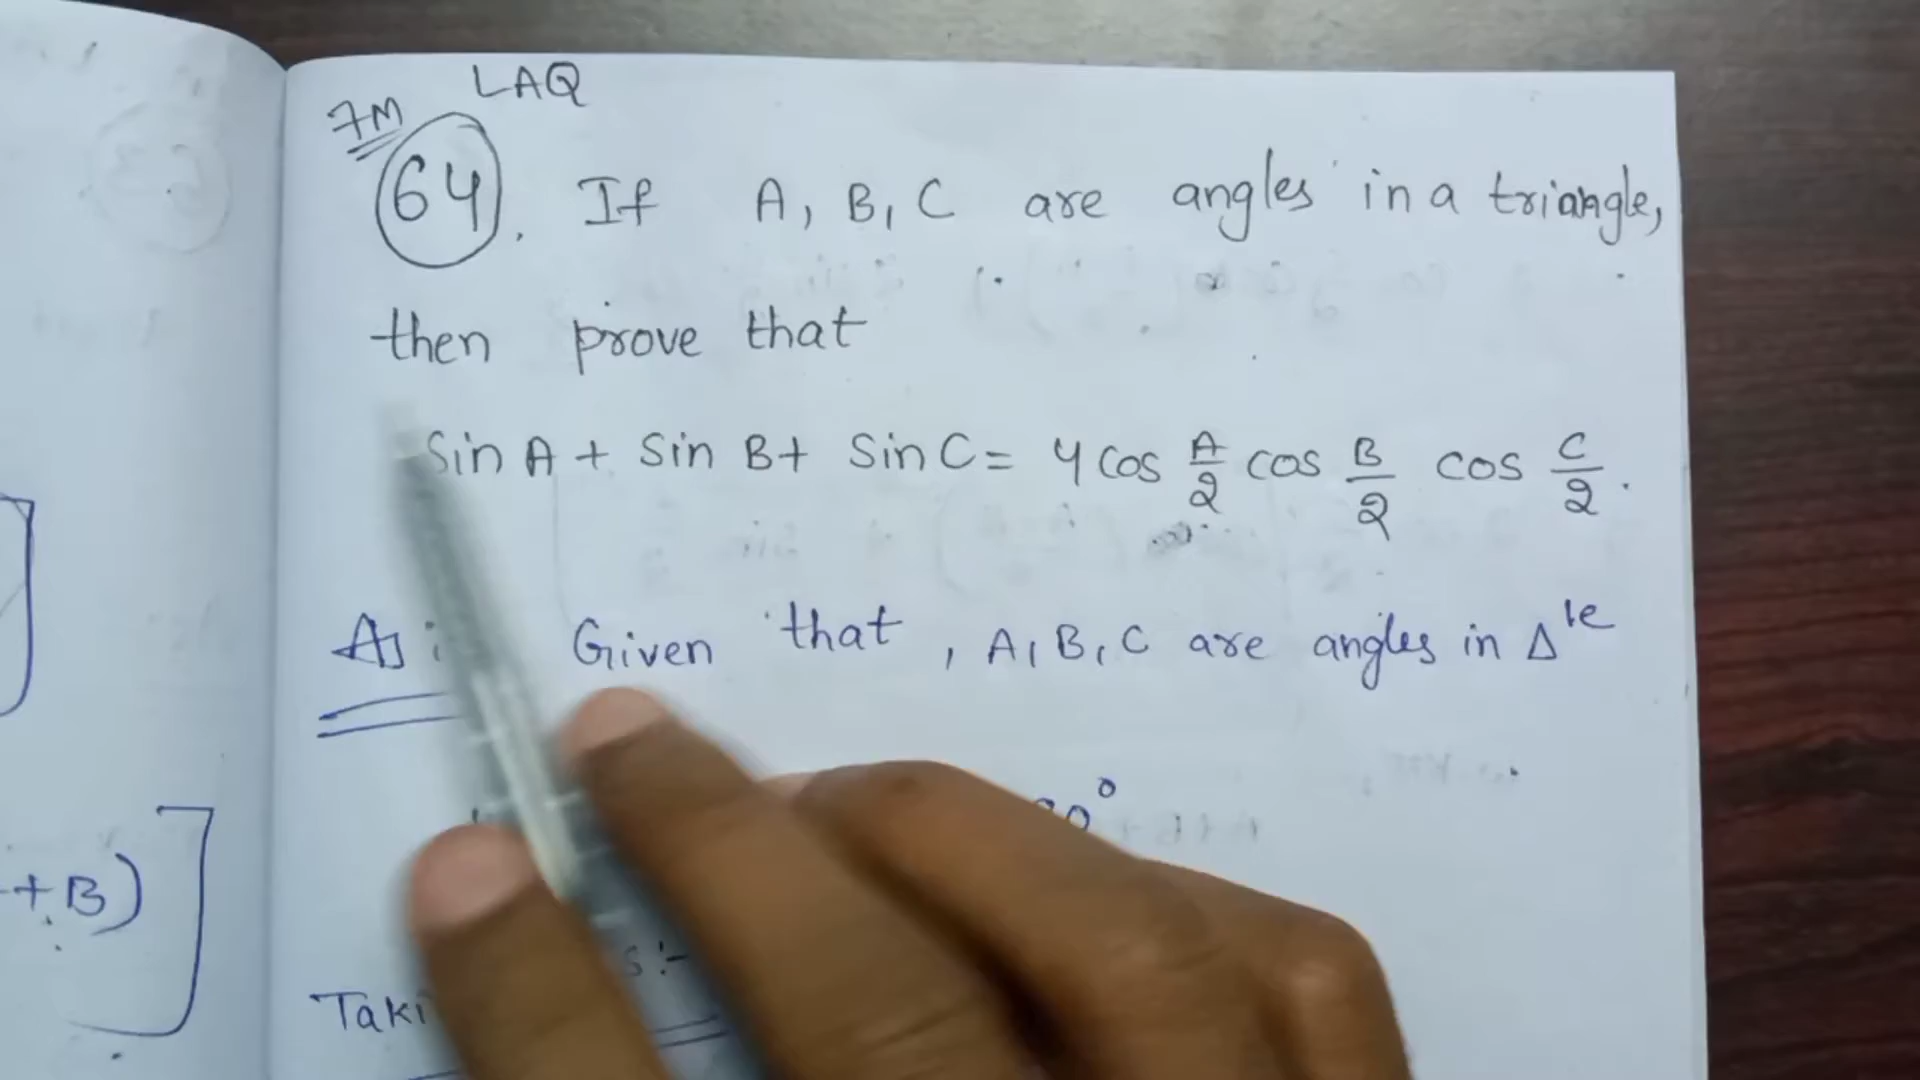 +B)
LAQ
7M
64. If A, B, C are angles in a triangle,
then prove that
Sin A + Sin B + Sin C = 4 cos A/2 cos B/2 cos C/2.
Given that, A, B, C are angles in Δle
0°
s :-
Taki